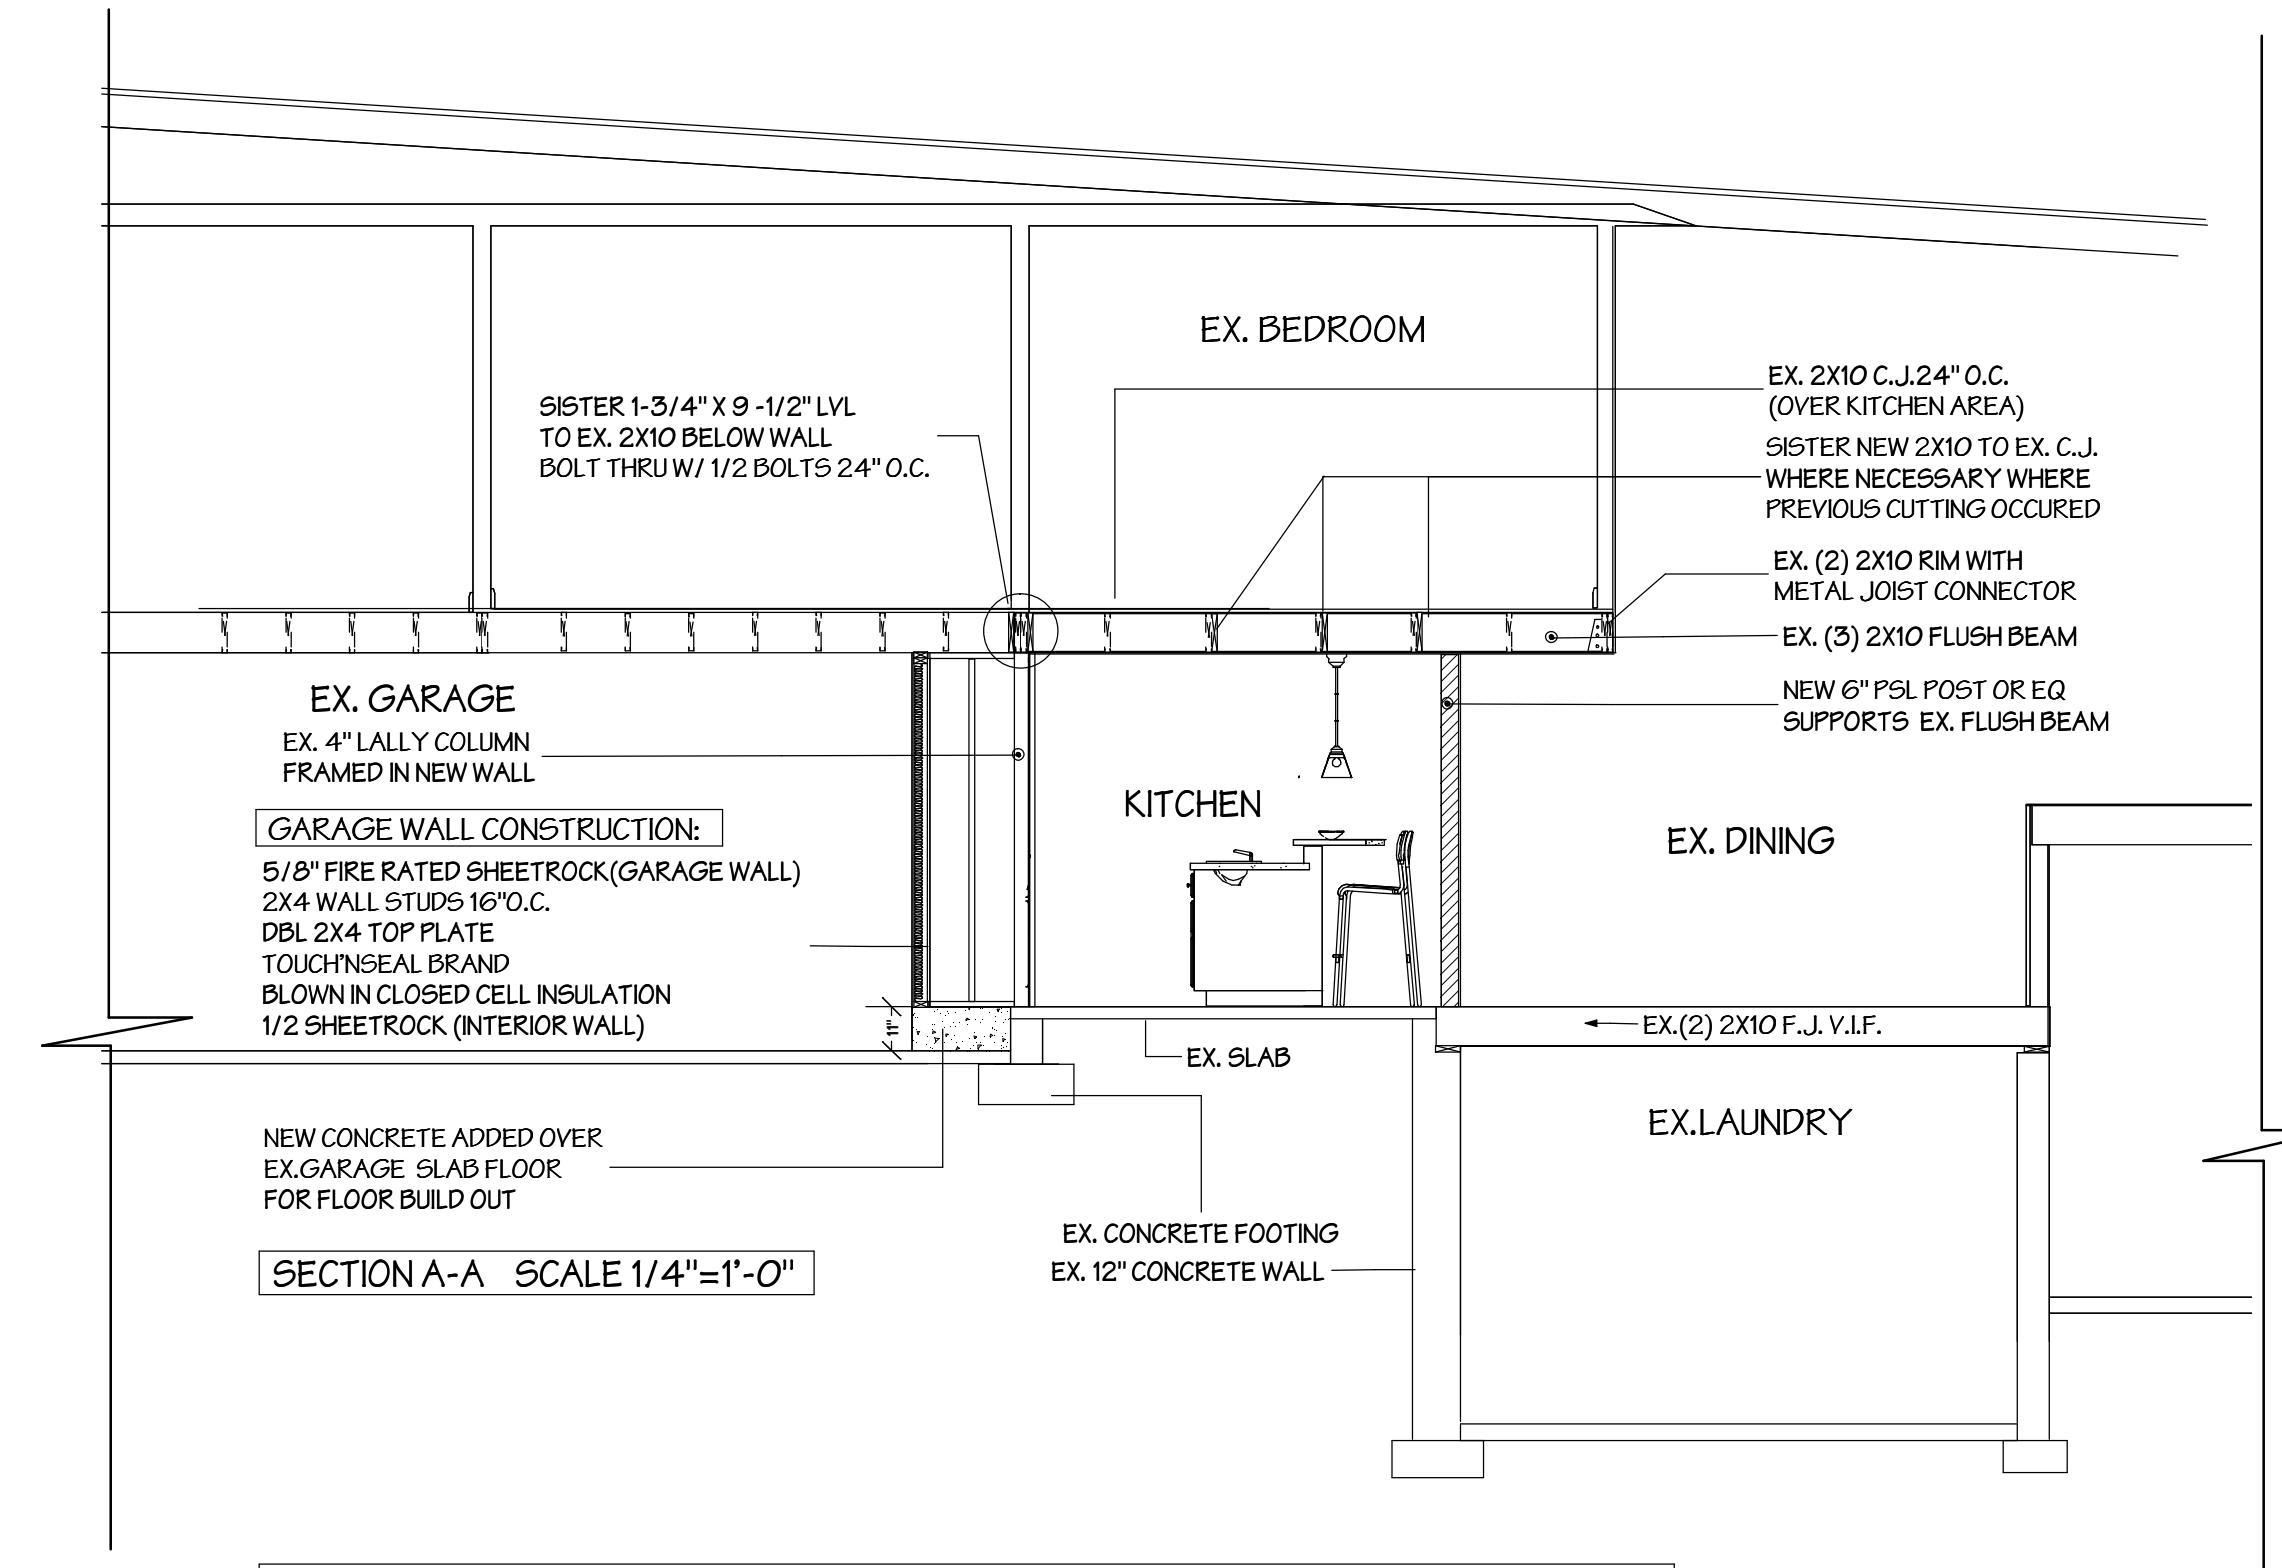 EX. BEDROOM
SISTER 1-3/4" X 9 -1/2" LVL
TO EX. 2X10 BELOW WALL
BOLT THRU W/ 1/2 BOLTS 24" O.C.
EX. 2X10 C.J.24" O.C.
(OVER KITCHEN AREA)
SISTER NEW 2X10 TO EX. C.J.
WHERE NECESSARY WHERE
PREVIOUS CUTTING OCCURED
EX. (2) 2X10 RIM WITH
METAL JOIST CONNECTOR
EX. (3) 2X10 FLUSH BEAM
NEW 6" PSL POST OR EQ
SUPPORTS EX. FLUSH BEAM
EX. GARAGE
EX. 4" LALLY COLUMN
FRAMED IN NEW WALL
GARAGE WALL CONSTRUCTION:
5/8" FIRE RATED SHEETROCK(GARAGE WALL)
2X4 WALL STUDS 16"O.C.
DBL 2X4 TOP PLATE
TOUCH'NSEAL BRAND
BLOWN IN CLOSED CELL INSULATION
1/2 SHEETROCK (INTERIOR WALL)
11"
KITCHEN
EX. DINING
EX.(2) 2X10 F.J. V.I.F.
EX. SLAB
EX.LAUNDRY
NEW CONCRETE ADDED OVER
EX.GARAGE SLAB FLOOR
FOR FLOOR BUILD OUT
EX. CONCRETE FOOTING
EX. 12" CONCRETE WALL
SECTION A-A SCALE 1/4"=1'-0"